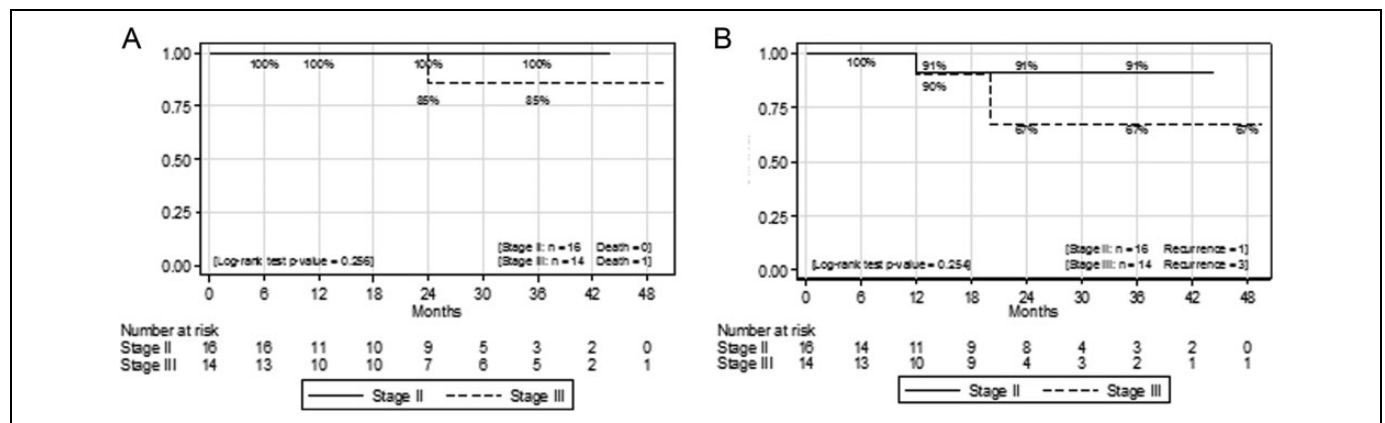 A
1.00
100% 100% 100% 100%
85% 85%
0.75
0.50
0.25
[Stage II: n = 16 Death = 0]
[Log-rank test p-value = 0.256] [Stage III: n = 14 Death = 1]
0.00
0 6 12 18 24 30 36 42 48
Months
Number at risk
Stage II 16 16 11 10 9 5 3 2 0
Stage III 14 13 10 10 7 6 5 2 1
Stage II Stage III
B
1.00
100% 91% 91% 91%
90%
0.75
67% 67% 67%
0.50
0.25
[Stage II: n = 16 Recurrence = 1]
[Log-rank test p-value = 0.254] [Stage III: n = 14 Recurrence = 3]
0.00
0 6 12 18 24 30 36 42 48
Months
Number at risk
Stage II 16 14 11 9 8 4 3 2 0
Stage III 14 13 10 9 4 3 2 1 1
Stage II Stage III